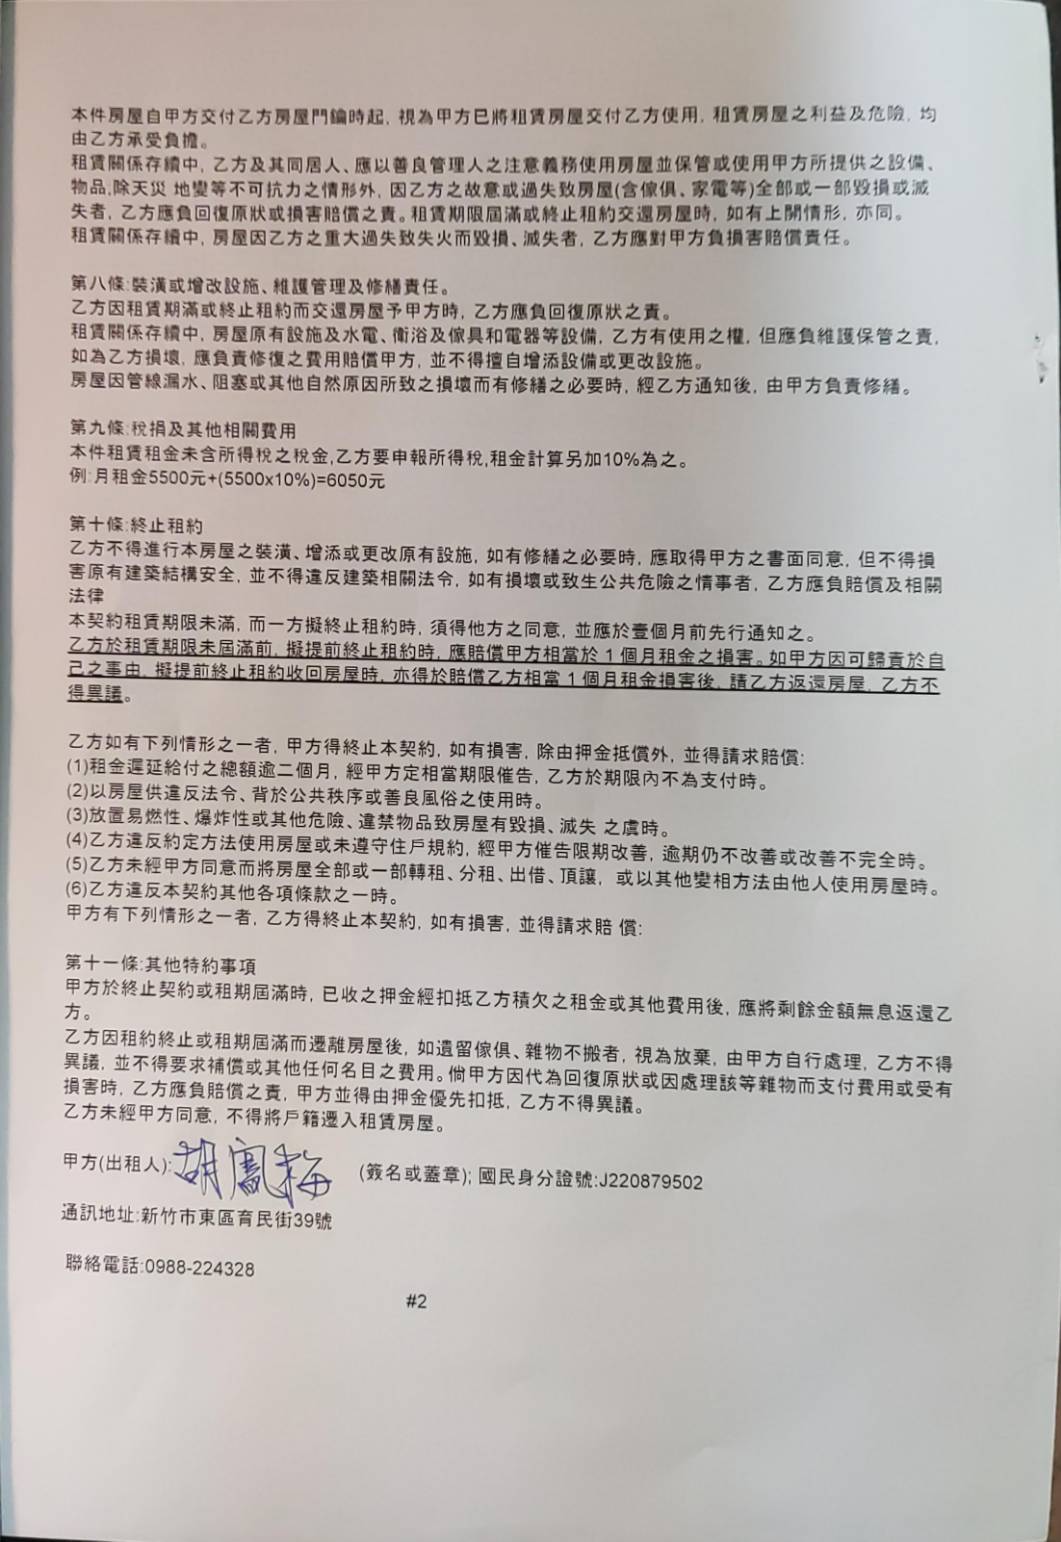 本件房屋自甲方交付乙方房屋門鑰時起, 視為甲方已將租賃房屋交付乙方使用, 租賃房屋之利益及危險, 均
由乙方承受負擔。
租賃關係存續中, 乙方及其同居人、應以善良管理人之注意義務使用房屋並保管或使用甲方所提供之設備、
物品,除天災 地變等不可抗力之情形外, 因乙方之故意或過失致房屋(含傢俱、家電等)全部或一部毀損或滅
失者, 乙方應負回復原狀或損害賠償之責。租賃期限屆滿或終止租約交還房屋時, 如有上開情形, 亦同。
租賃關係存續中, 房屋因乙方之重大過失致失火而毀損、滅失者, 乙方應對甲方負損害賠償責任。
第八條:裝潢或增改設施、維護管理及修繕責任。
乙方因租賃期滿或終止租約而交還房屋予甲方時, 乙方應負回復原狀之責。
租賃關係存續中, 房屋原有設施及水電、衛浴及傢具和電器等設備, 乙方有使用之權, 但應負維護保管之責,
如為乙方損壞, 應負責修復之費用賠償甲方, 並不得擅自增添設備或更改設施。
房屋因管線漏水、阻塞或其他自然原因所致之損壞而有修繕之必要時, 經乙方通知後, 由甲方負責修繕。
第九條:稅捐及其他相關費用
本件租賃租金未含所得稅之稅金,乙方要申報所得稅,租金計算另加10%為之。
例:月租金5500元+(5500x10%)=6050元
第十條:終止租約
乙方不得進行本房屋之裝潢、增添或更改原有設施, 如有修繕之必要時, 應取得甲方之書面同意, 但不得損
害原有建築結構安全, 並不得違反建築相關法令, 如有損壞或致生公共危險之情事者, 乙方應負賠償及相關
法律
本契約租賃期限未滿, 而一方擬終止租約時, 須得他方之同意, 並應於壹個月前先行通知之。
乙方於租賃期限未屆滿前, 擬提前終止租約時, 應賠償甲方相當於 1 個月租金之損害。如甲方因可歸責於自
己之事由, 擬提前終止租約收回房屋時, 亦得於賠償乙方相當 1 個月租金損害後, 請乙方返還房屋, 乙方不
得異議。
乙方如有下列情形之一者, 甲方得終止本契約, 如有損害, 除由押金抵償外, 並得請求賠償:
(1)租金遲延給付之總額逾二個月, 經甲方定相當期限催告, 乙方於期限內不為支付時。
(2)以房屋供違反法令、背於公共秩序或善良風俗之使用時。
(3)放置易燃性、爆炸性或其他危險、違禁物品致房屋有毀損、滅失 之虞時。
(4)乙方違反約定方法使用房屋或未遵守住戶規約, 經甲方催告限期改善, 逾期仍不改善或改善不完全時。
(5)乙方未經甲方同意而將房屋全部或一部轉租、分租、出借、頂讓, 或以其他變相方法由他人使用房屋時。
(6)乙方違反本契約其他各項條款之一時。
甲方有下列情形之一者, 乙方得終止本契約, 如有損害, 並得請求賠 償:
第十一條:其他特約事項
甲方於終止契約或租期屆滿時, 已收之押金經扣抵乙方積欠之租金或其他費用後, 應將剩餘金額無息返還乙
方。
乙方因租約終止或租期屆滿而遷離房屋後, 如遺留傢俱、雜物不搬者, 視為放棄, 由甲方自行處理, 乙方不得
異議, 並不得要求補償或其他任何名目之費用。倘甲方因代為回復原狀或因處理該等雜物而支付費用或受有
損害時, 乙方應負賠償之責, 甲方並得由押金優先扣抵, 乙方不得異議。
乙方未經甲方同意, 不得將戶籍遷入租賃房屋。
甲方(出租人):胡鳳梅 (簽名或蓋章); 國民身分證號:J220879502
通訊地址:新竹市東區育民街39號
聯絡電話:0988-224328
#2